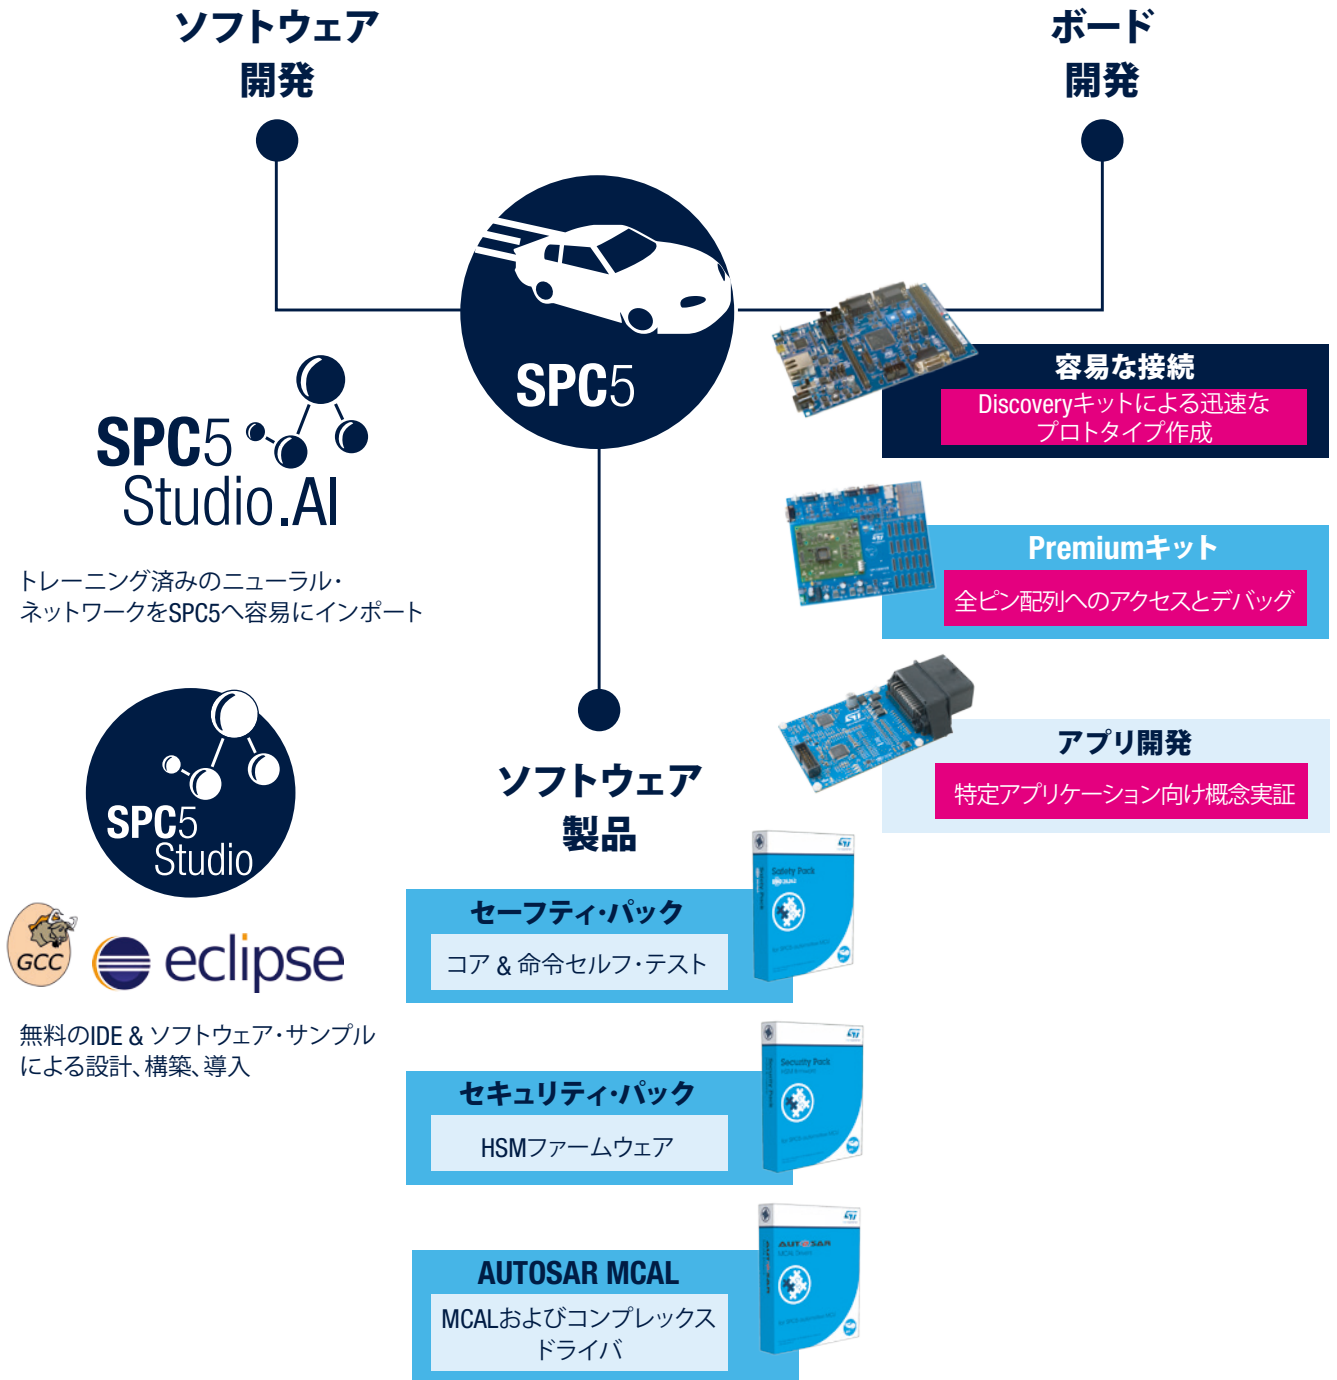 ソフトウェア
開発
ボード
開発
SPC5
SPC5
Studio.AI
トレーニング済みのニューラル・
ネットワークをSPC5へ容易にインポート
SPC5
Studio
GCC
eclipse
無料のIDE & ソフトウェア・サンプル
による設計、構築、導入
容易な接続
Discoveryキットによる迅速な
プロトタイプ作成
Premiumキット
全ピン配列へのアクセスとデバッグ
アプリ開発
特定アプリケーション向け概念実証
ソフトウェア
製品
セーフティ・パック
コア & 命令セルフ・テスト
Safety Pack
セキュリティ・パック
HSMファームウェア
Security Pack
AUTOSAR MCAL
MCALおよびコンプレックス
ドライバ
AUTOSAR